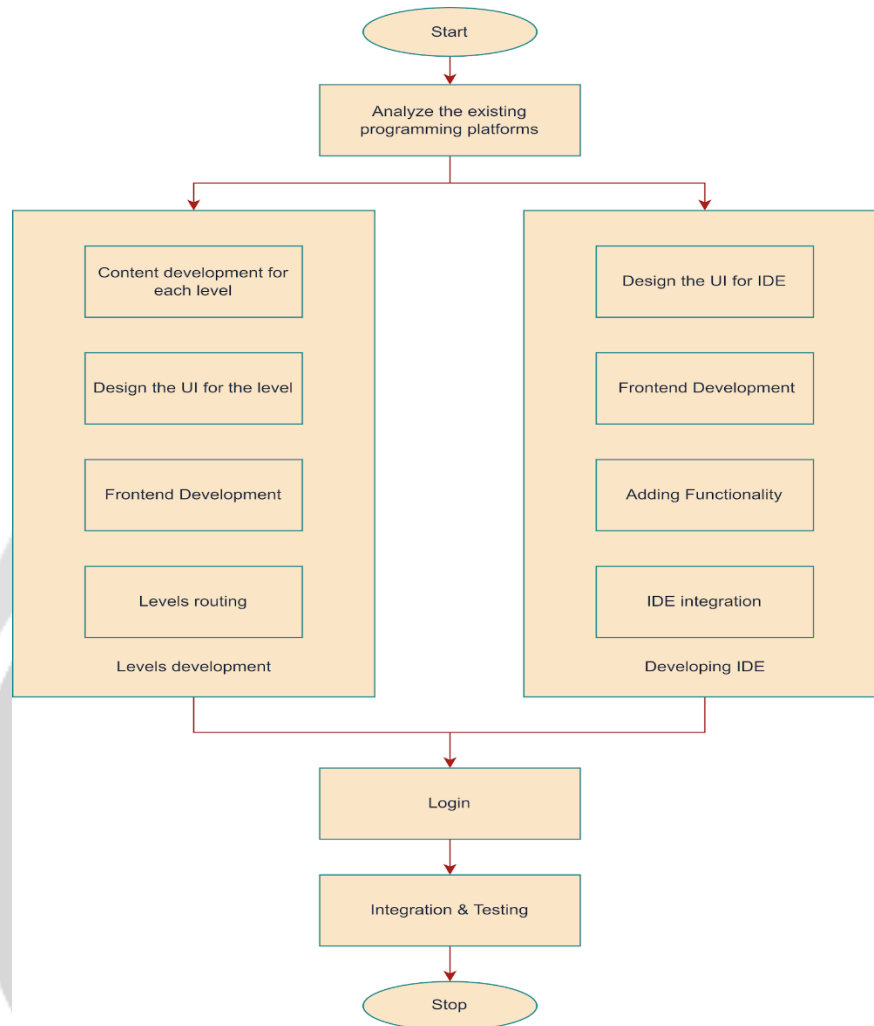 Start
Analyze the existing
programming platforms
Content development for
each level
Design the UI for the level
Frontend Development
Levels routing
Levels development
Design the UI for IDE
Frontend Development
Adding Functionality
IDE integration
Developing IDE
Login
Integration & Testing
Stop